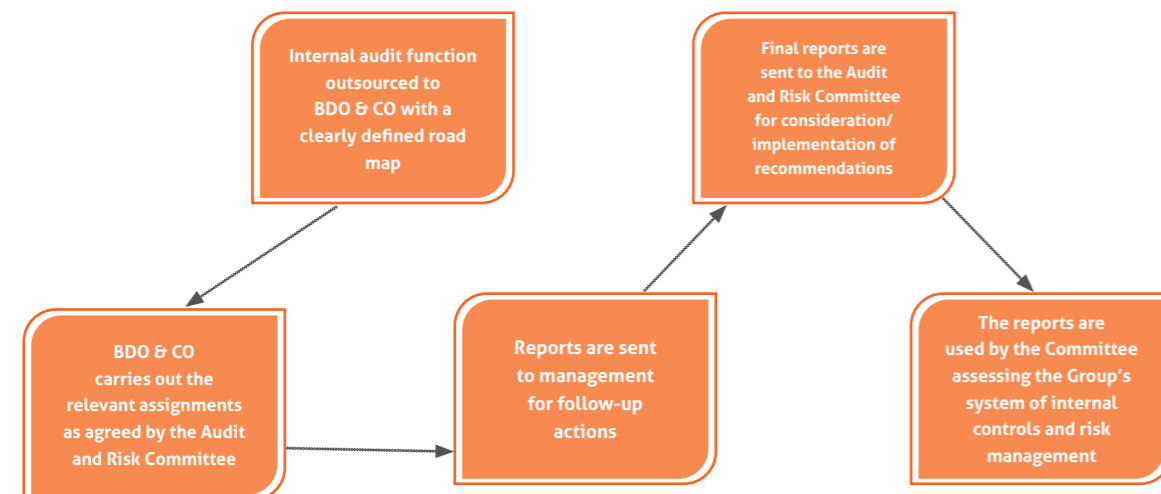 Internal audit function
outsourced to
BDO & CO with a
clearly defined road
map
BDO & CO
carries out the
relevant assignments
as agreed by the Audit
and Risk Committee
Reports are sent
to management
for follow-up
actions
Final reports are
sent to the Audit
and Risk Committee
for consideration/
implementation of
recommendations
The reports are
used by the Committee
assessing the Group’s
system of internal
controls and risk
management